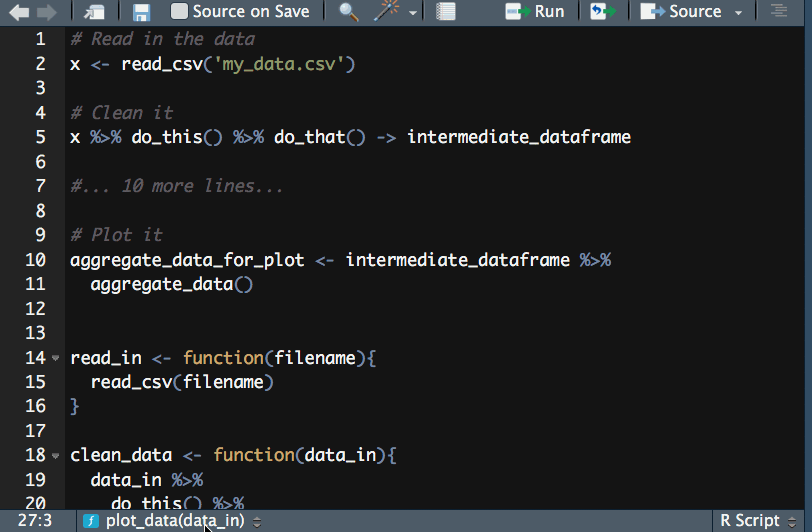 Source on Save Run Source
1 # Read in the data
2 x <- read_csv('my_data.csv')
3
4 # Clean it
5 x %>% do_this() %>% do_that() -> intermediate_dataframe
6
7 #... 10 more lines...
8
9 # Plot it
10 aggregate_data_for_plot <- intermediate_dataframe %>%
11 aggregate_data()
12
13
14 read_in <- function(filename){
15 read_csv(filename)
16 }
17
18 clean_data <- function(data_in){
19 data_in %>%
20 do_this() %>%
27:3 f plot_data(data_in) R Script